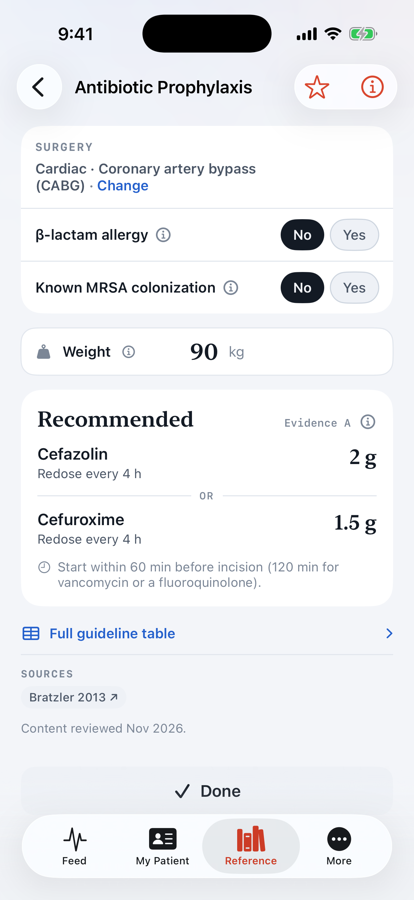 9:41
Antibiotic Prophylaxis
SURGERY
Cardiac · Coronary artery bypass
(CABG) · Change
β-lactam allergy No Yes
Known MRSA colonization No Yes
Weight 90 kg
Recommended Evidence A
Cefazolin 2 g
Redose every 4 h
OR
Cefuroxime 1.5 g
Redose every 4 h
Start within 60 min before incision (120 min for
vancomycin or a fluoroquinolone).
Full guideline table
SOURCES
Bratzler 2013 ↗
Content reviewed Nov 2026.
Done
Feed My Patient Reference More